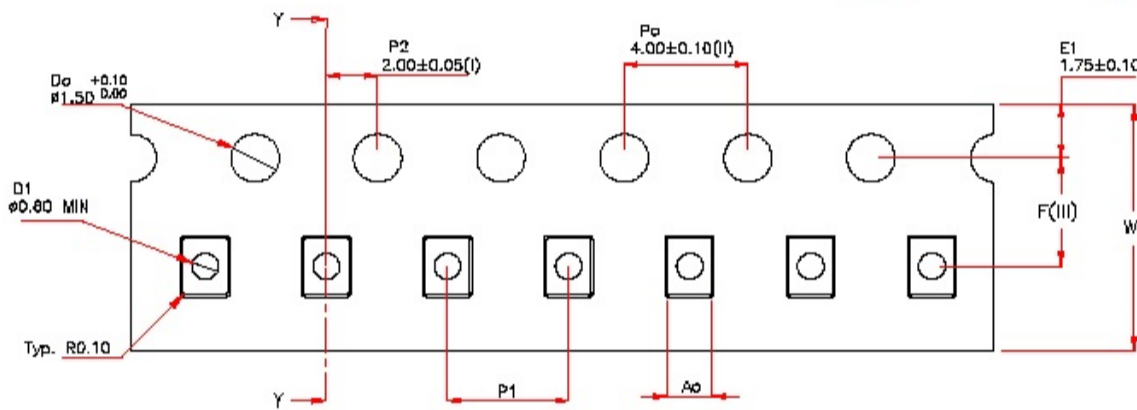 Y
P2
2.00±0.05(I)
Po
4.00±0.10(II)
E1
1.75±0.10
Do +0.10
ø1.50 0.00
D1
ø0.80 MIN
F(III)
W
Typ. R0.10
Y
P1
Ao